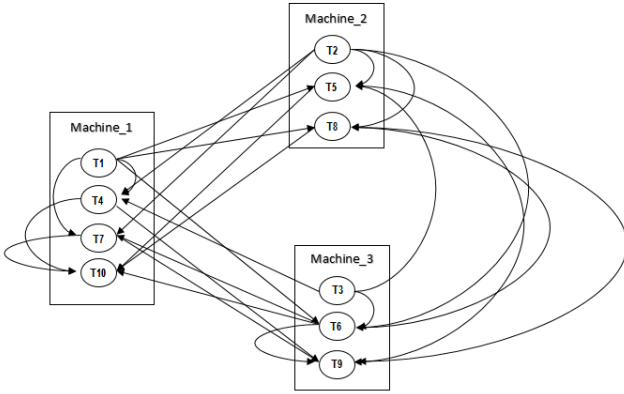 Machine_2
T2
T5
T8
Machine_1
T1
T4
T7
T10
Machine_3
T3
T6
T9